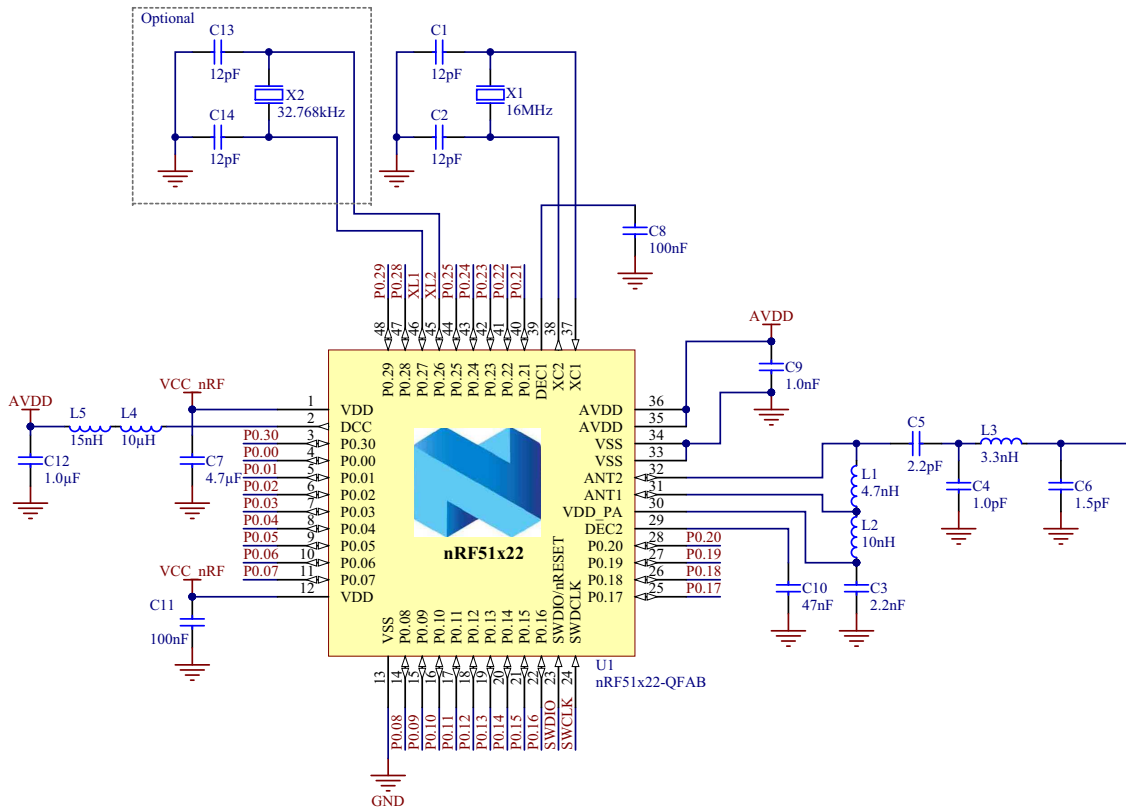 Optional
C13
12pF
X2
32.768kHz
C14
12pF
C1
12pF
X1
16MHz
C2
12pF
C8
100nF
P0.29
P0.28
XL1
XL2
P0.25
P0.24
P0.23
P0.22
P0.21
48
47
46
45
44
43
42
41
40
39
38
37
P0.29
P0.28
P0.27
P0.26
P0.25
P0.24
P0.23
P0.22
P0.21
DEC1
XC2
XC1
AVDD
C9
1.0nF
VCC_nRF
AVDD
L5
15nH
L4
10µH
C12
1.0µF
C7
4.7µF
1
VDD
2
DCC
P0.30
3
P0.30
P0.00
4
P0.00
P0.01
5
P0.01
P0.02
6
P0.02
P0.03
7
P0.03
P0.04
8
P0.04
P0.05
9
P0.05
P0.06
10
P0.06
P0.07
11
P0.07
VCC_nRF
12
VDD
C11
100nF
nRF51x22
AVDD
36
AVDD
35
VSS
34
VSS
33
ANT2
32
ANT1
31
VDD_PA
30
DEC2
29
P0.20
28
P0.20
P0.19
27
P0.19
P0.18
26
P0.18
P0.17
25
P0.17
L1
4.7nH
L2
10nH
C5
2.2pF
L3
3.3nH
C4
1.0pF
C6
1.5pF
C10
47nF
C3
2.2nF
VSS
P0.08
P0.09
P0.10
P0.11
P0.12
P0.13
P0.14
P0.15
P0.16
SWDIO/nRESET
SWDCLK
U1
nRF51x22-QFAB
13
14
15
16
17
18
19
20
21
22
23
24
P0.08
P0.09
P0.10
P0.11
P0.12
P0.13
P0.14
P0.15
P0.16
SWDIO
SWCLK
GND